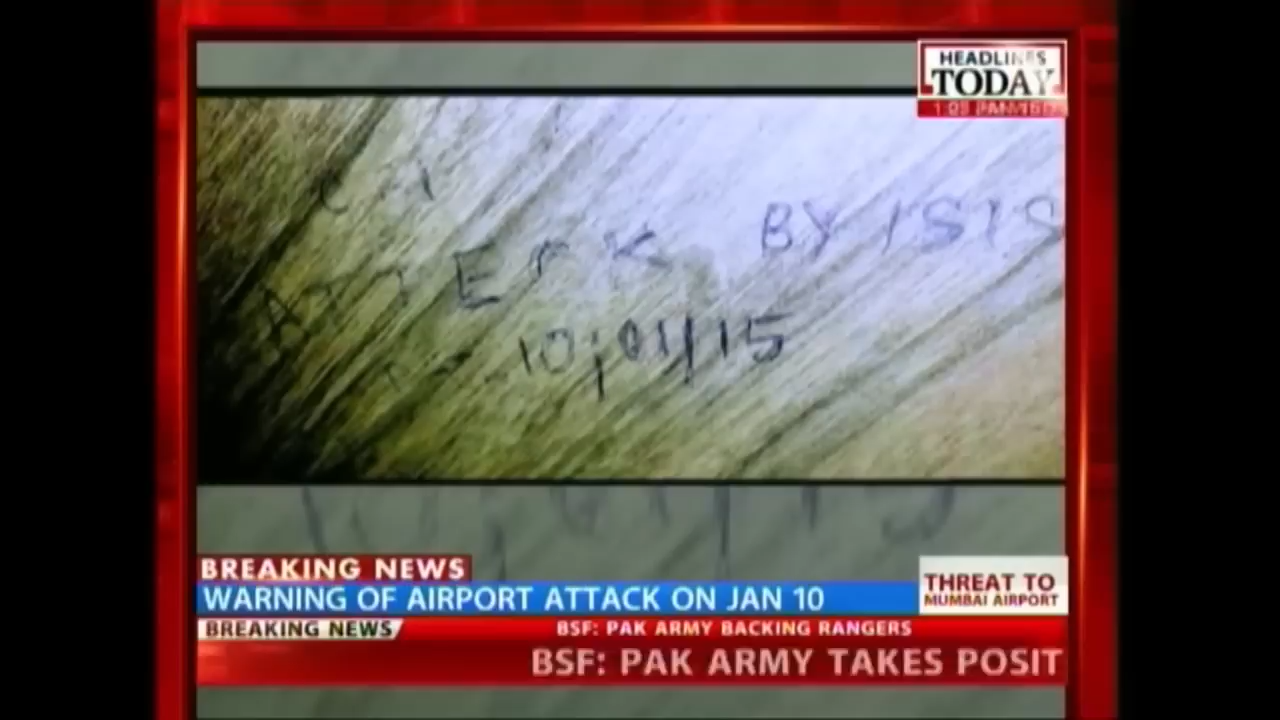 HEADLINES
TODAY
BY ISIS
10/01/15
BREAKING NEWS
WARNING OF AIRPORT ATTACK ON JAN 10
THREAT TO
MUMBAI AIRPORT
BREAKING NEWS
BSF: PAK ARMY BACKING RANGERS
BSF: PAK ARMY TAKES POSIT